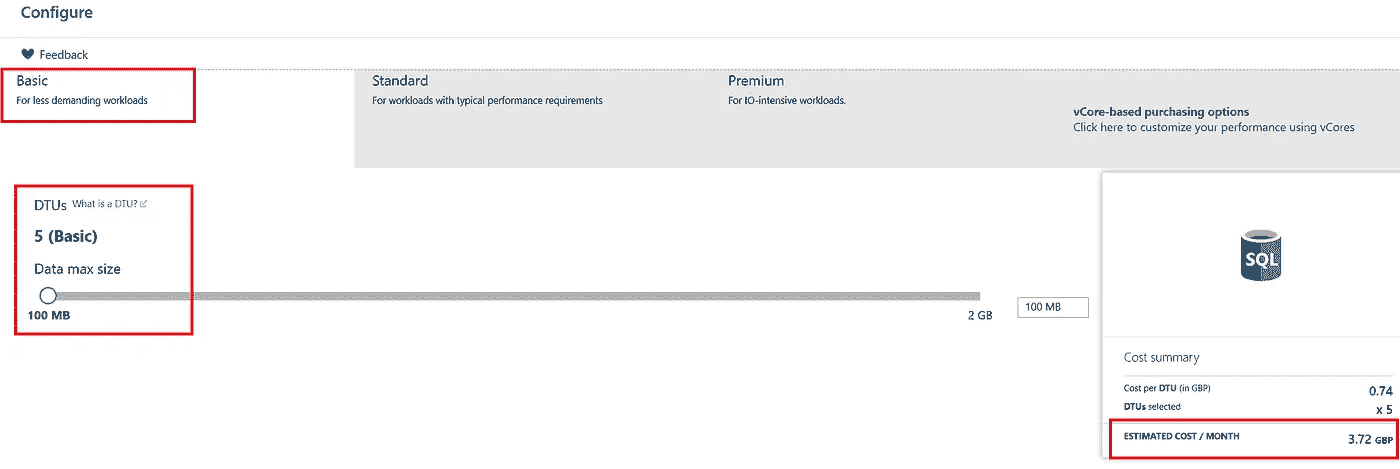 Configure
Feedback
Basic
For less demanding workloads
Standard
For workloads with typical performance requirements
Premium
For IO-intensive workloads.
vCore-based purchasing options
Click here to customize your performance using vCores
DTUs What is a DTU?
5 (Basic)
Data max size
100 MB
2 GB
100 MB
SQL
Cost summary
Cost per DTU (in GBP) 0.74
DTUs selected x 5
ESTIMATED COST / MONTH 3.72 GBP